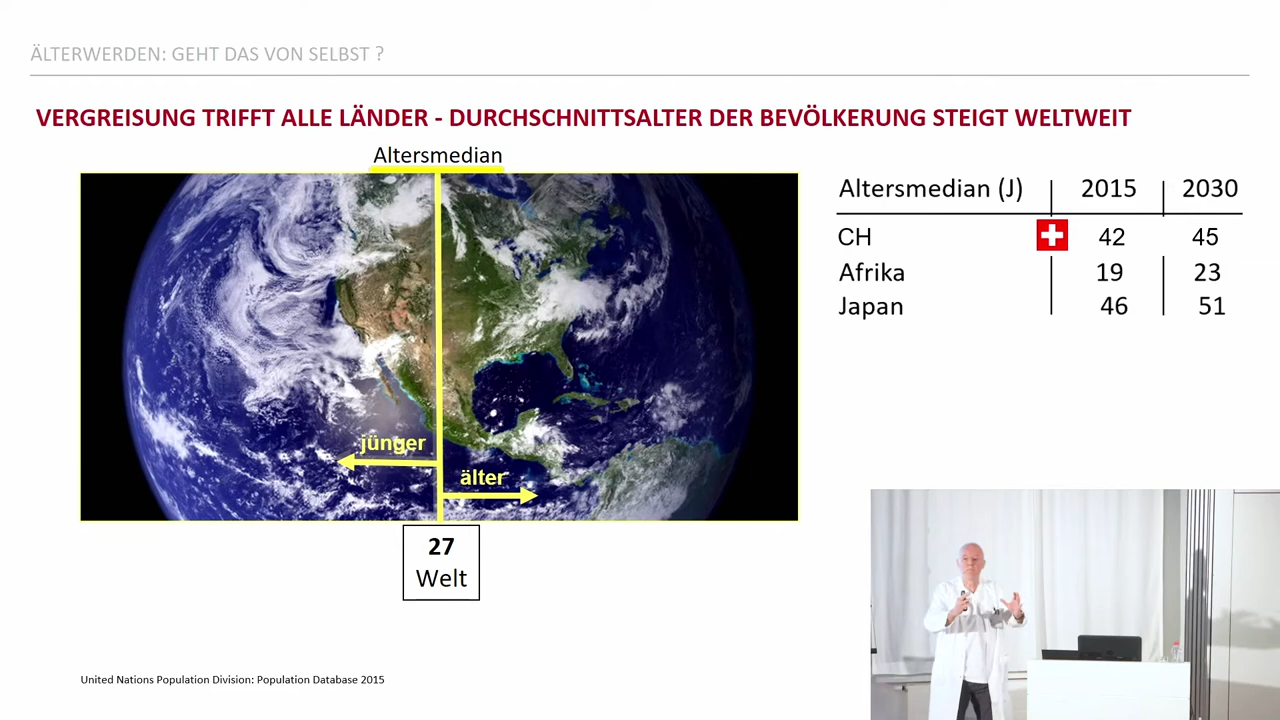 ÄLTERWERDEN: GEHT DAS VON SELBST ?
VERGREISUNG TRIFFT ALLE LÄNDER - DURCHSCHNITTSALTER DER BEVÖLKERUNG STEIGT WELTWEIT
Altersmedian
jünger
älter
27
Welt
Altersmedian (J) 2015 2030
CH 42 45
Afrika 19 23
Japan 46 51
United Nations Population Division: Population Database 2015